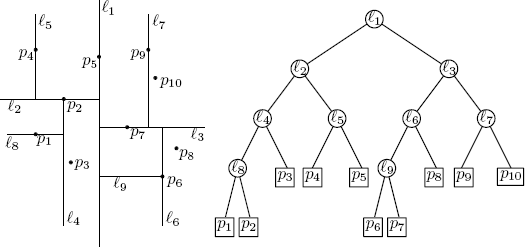 ℓ₁
ℓ₅ ℓ₇
p₄ p₅ p₉
p₁₀
ℓ₂ p₂
ℓ₈ p₁ p₇ ℓ₃
p₃ p₈
ℓ₉ p₆
ℓ₄ ℓ₆
ℓ₁
ℓ₂ ℓ₃
ℓ₄ ℓ₅ ℓ₆ ℓ₇
ℓ₈ p₃ p₄ p₅ ℓ₉ p₈ p₉ p₁₀
p₁ p₂ p₆ p₇